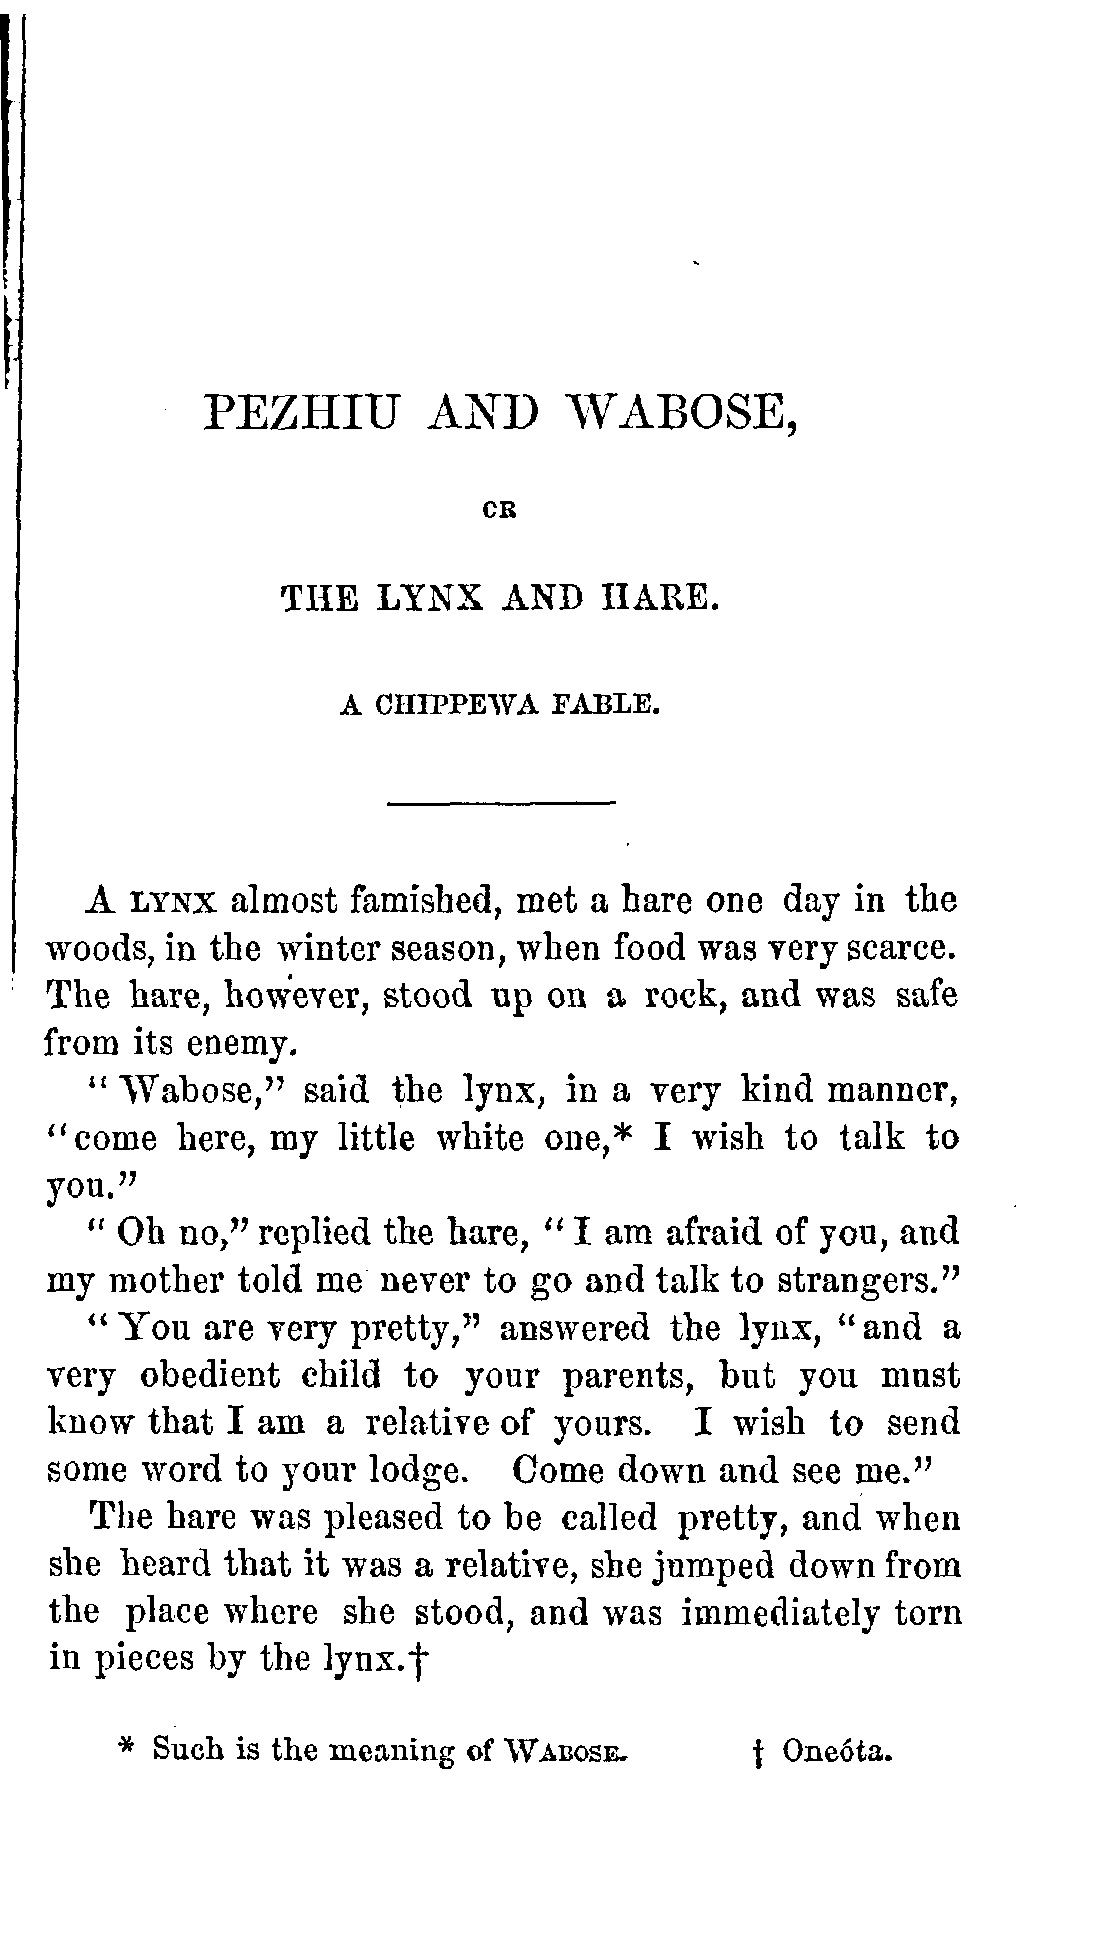 PEZHIU AND WABOSE,
OR
THE LYNX AND HARE.
A CHIPPEWA FABLE.
A LYNX almost famished, met a hare one day in the
woods, in the winter season, when food was very scarce.
The hare, however, stood up on a rock, and was safe
from its enemy.
“Wabose,” said the lynx, in a very kind manner,
“come here, my little white one,* I wish to talk to
you.”
“Oh no,” replied the hare, “I am afraid of you, and
my mother told me never to go and talk to strangers.”
“You are very pretty,” answered the lynx, “and a
very obedient child to your parents, but you must
know that I am a relative of yours. I wish to send
some word to your lodge. Come down and see me.”
The hare was pleased to be called pretty, and when
she heard that it was a relative, she jumped down from
the place where she stood, and was immediately torn
in pieces by the lynx.†
* Such is the meaning of WABOSE. † Oneóta.